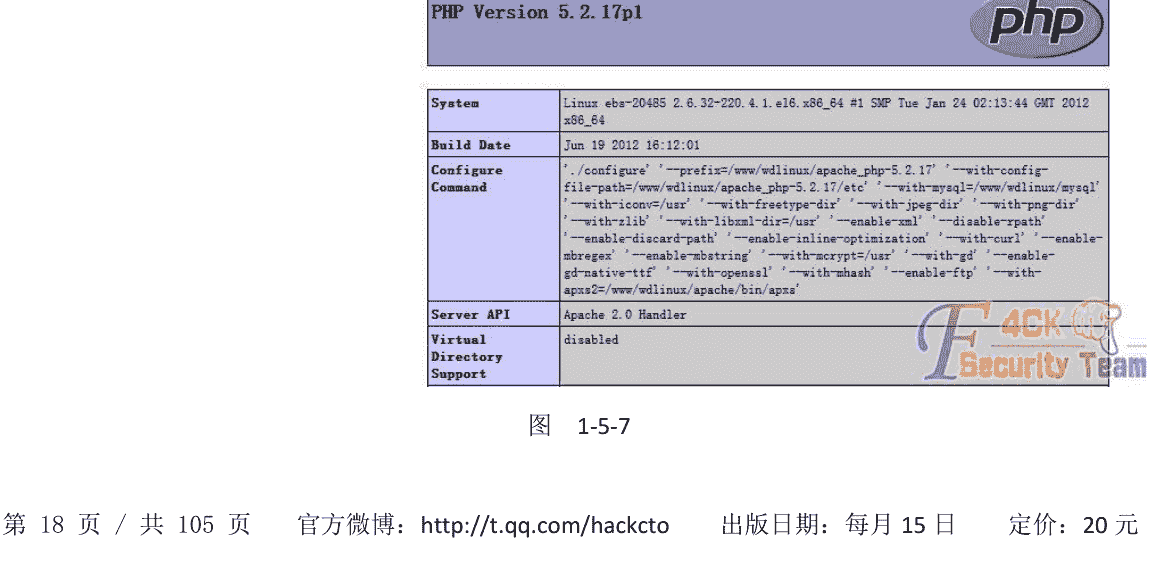 PHP Version 5.2.17p1
php
System
Linux ebs-20485 2.6.32-220.4.1.el6.x86_64 #1 SMP Tue Jan 24 02:13:44 GMT 2012
x86_64
Build Date
Jun 19 2012 16:12:01
Configure
Command
'./configure' '--prefix=/www/wdlinux/apache_php-5.2.17' '--with-config-
file-path=/www/wdlinux/apache_php-5.2.17/etc' '--with-mysql=/www/wdlinux/mysql'
'--with-iconv=/usr' '--with-freetype-dir' '--with-jpeg-dir' '--with-png-dir'
'--with-zlib' '--with-libxml-dir=/usr' '--enable-xml' '--disable-rpath'
'--enable-discard-path' '--enable-inline-optimization' '--with-curl' '--enable-
mbregex' '--enable-mbstring' '--with-mcrypt=/usr' '--with-gd' '--enable-
gd-native-ttf' '--with-openssl' '--with-mhash' '--enable-ftp' '--with-
apxs2=/www/wdlinux/apache/bin/apxs'
Server API
Apache 2.0 Handler
Virtual
Directory
Support
disabled
F4CK
Security Team
图 1-5-7
第 18 页 / 共 105 页 官方微博：http://t.qq.com/hackcto 出版日期：每月 15 日 定价：20 元